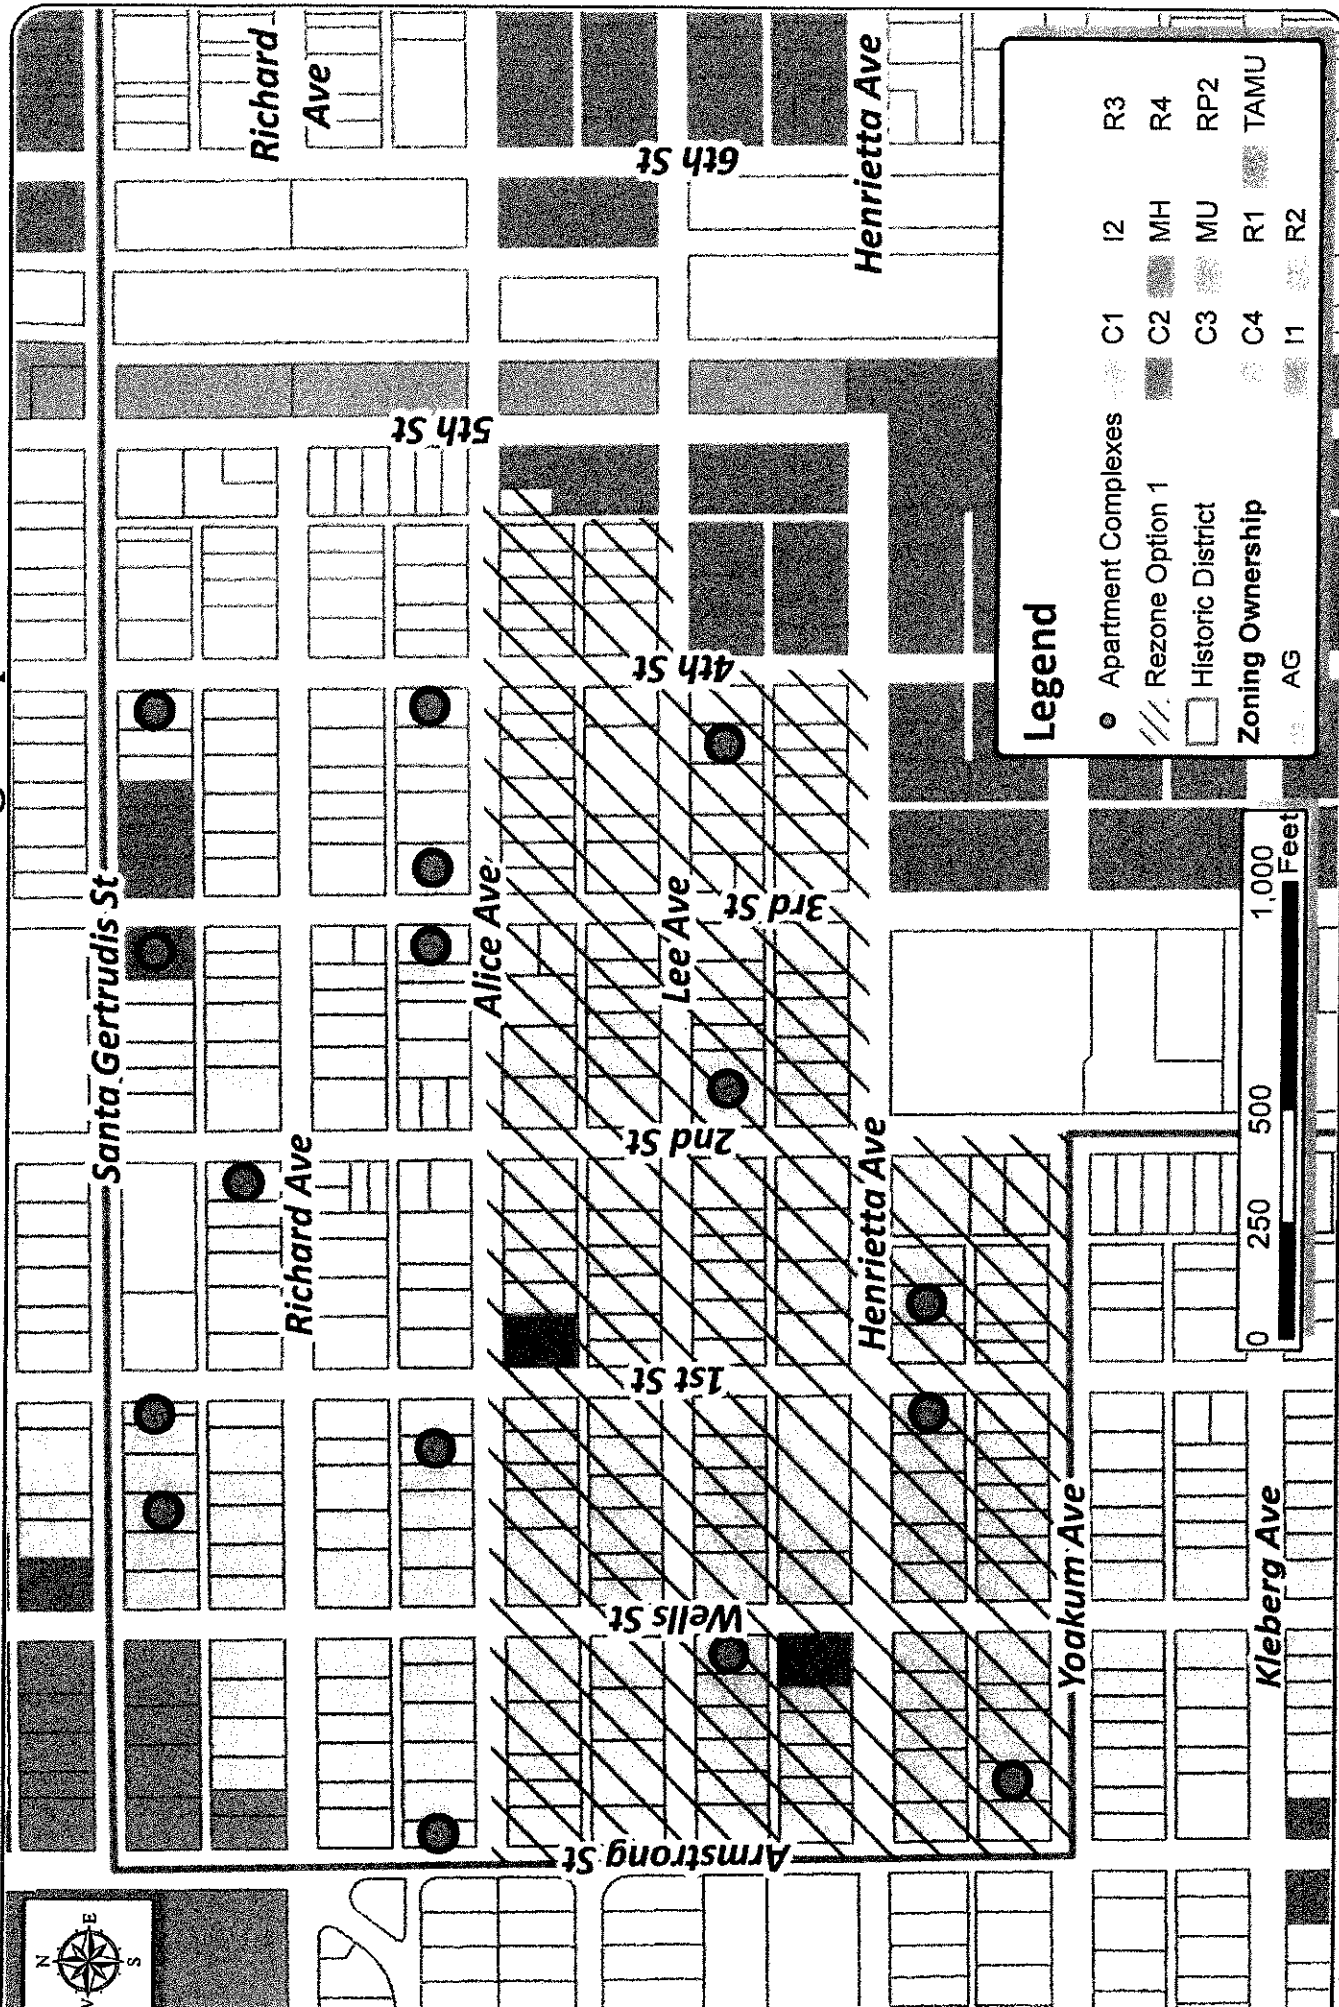 N
E
S
Santa Gertrudis St
Richard Ave
Richard
Ave
Alice Ave
Lee Ave
Henrietta Ave
Henrietta Ave
Yoakum Ave
Kleberg Ave
Armstrong St
Wells St
1st St
2nd St
3rd St
4th St
5th St
6th St
0 250 500 1,000
Feet
Legend
Apartment Complexes
Rezone Option 1
Historic District
Zoning Ownership
AG
C1
C2
C3
C4
I1
I2
MH
MU
R1
R2
R3
R4
RP2
TAMU